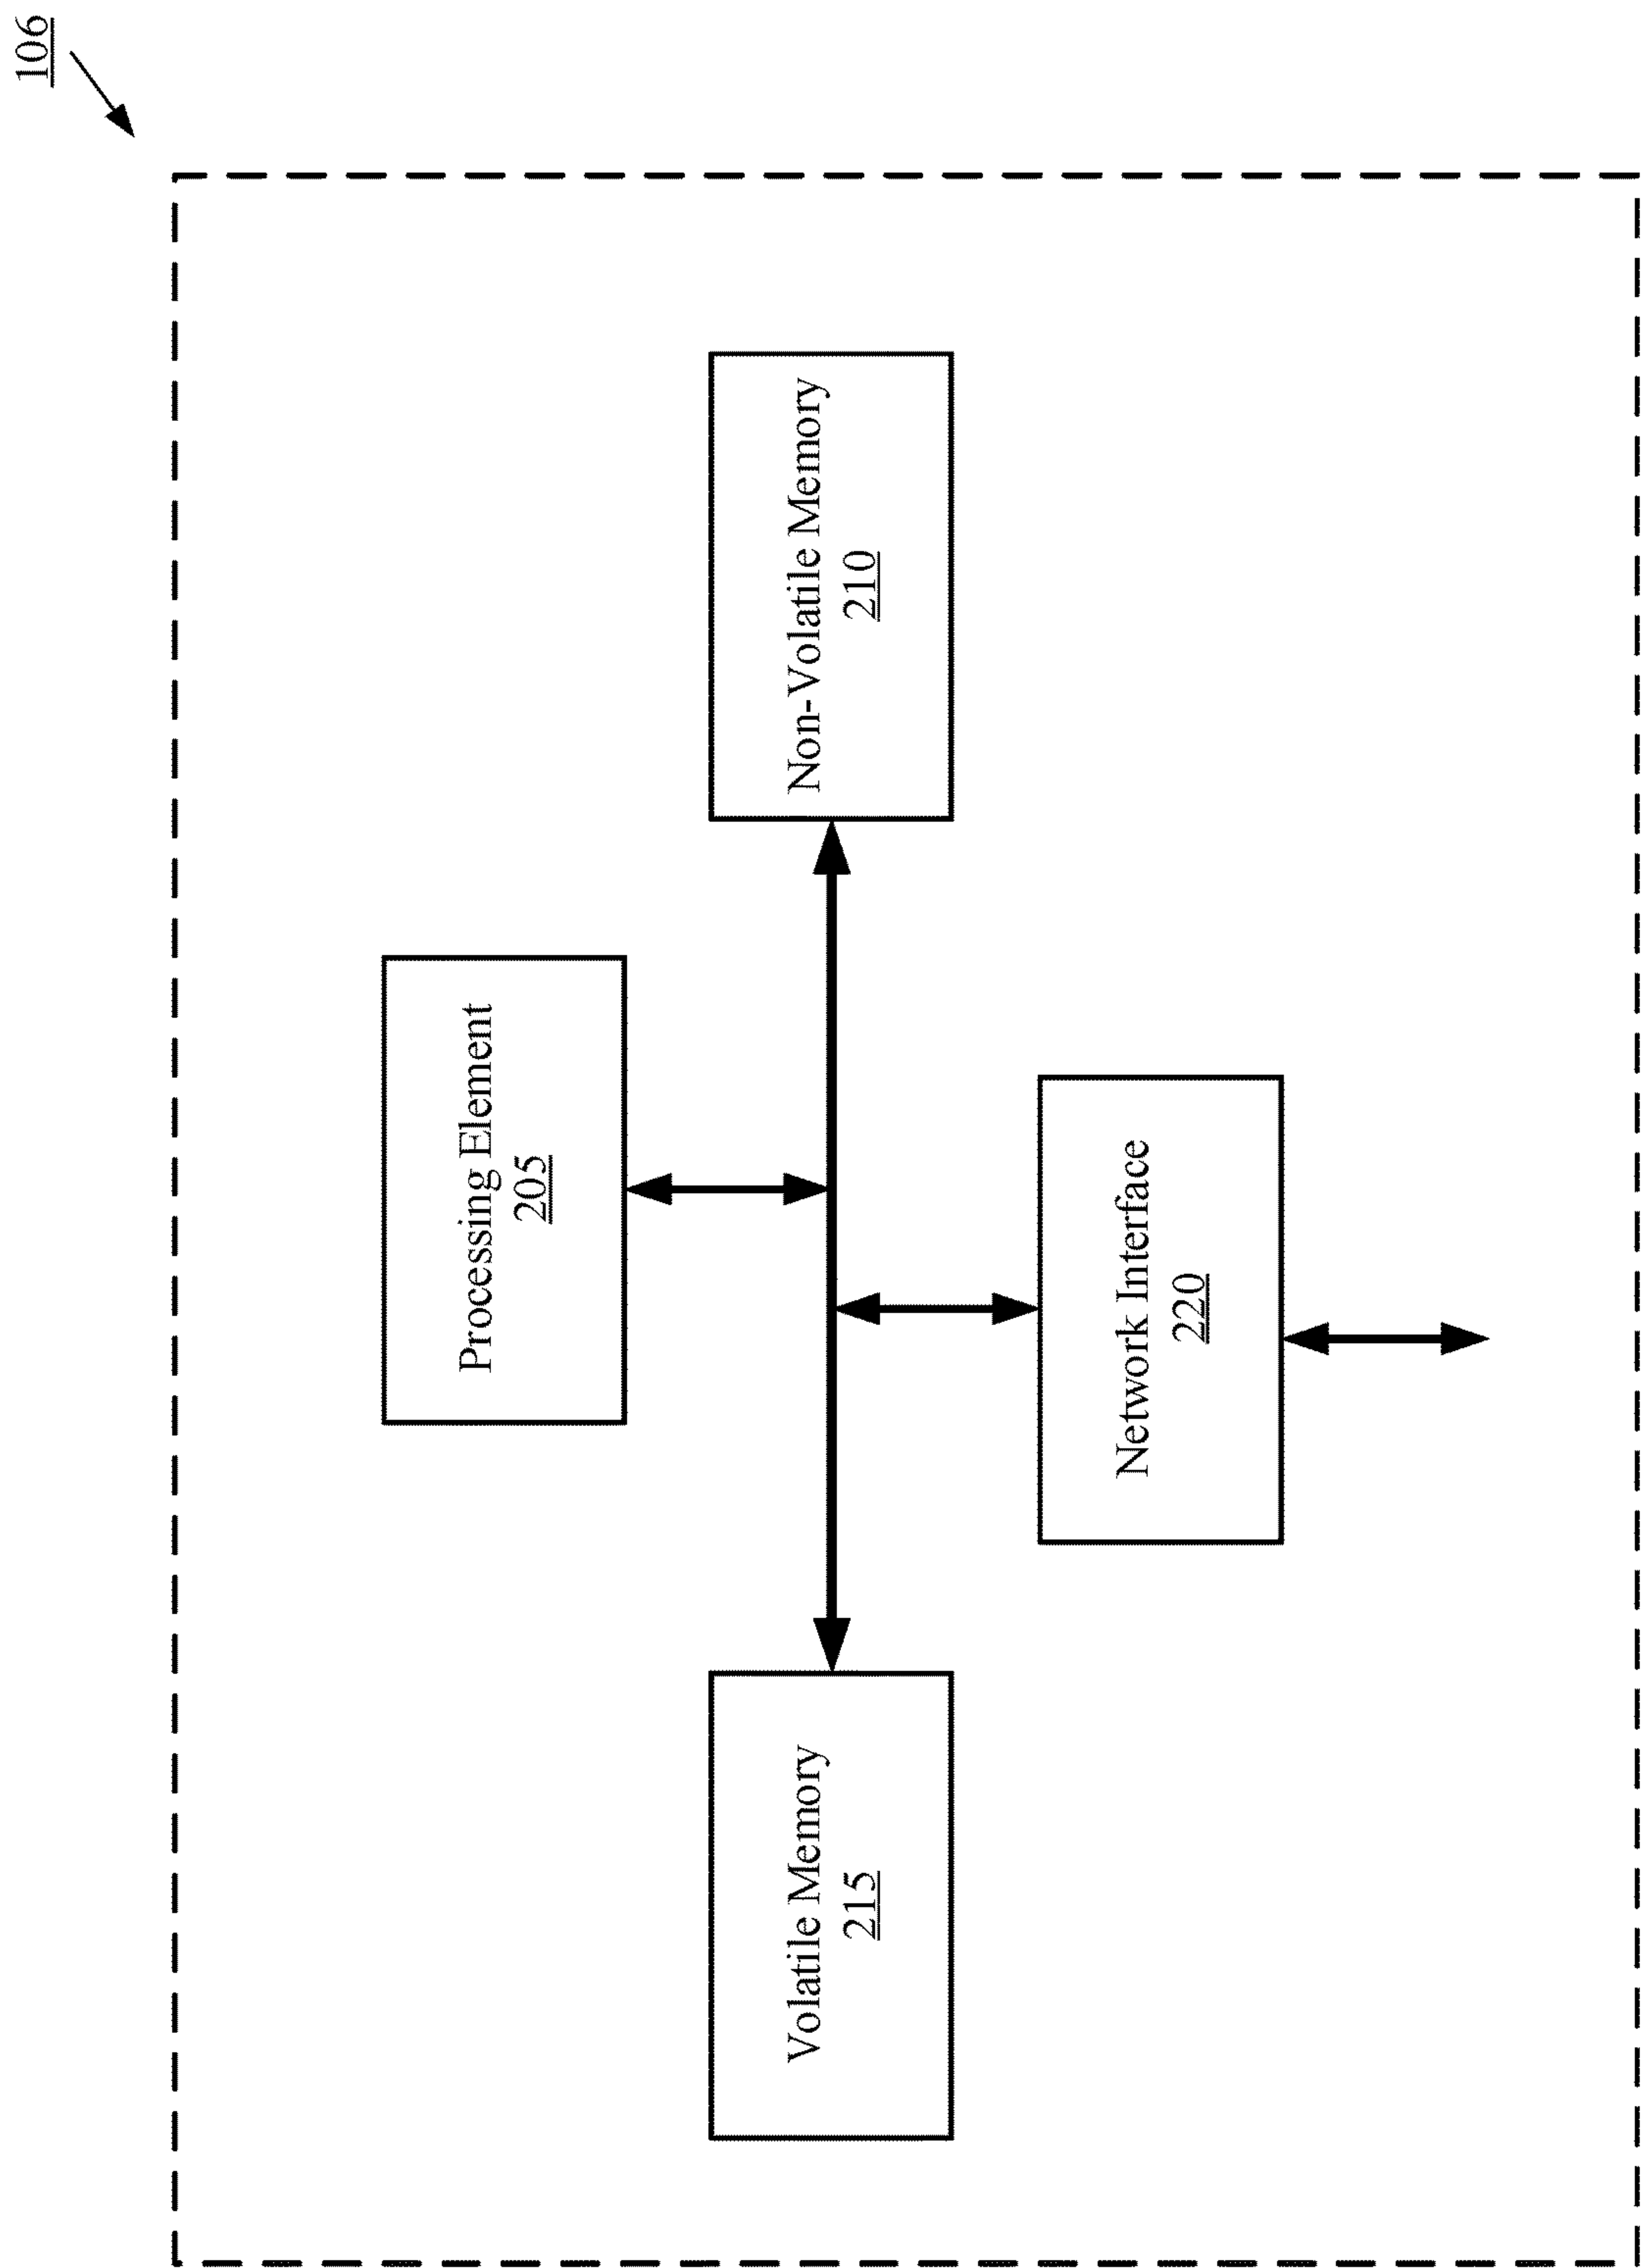 106
Processing Element
205
Volatile Memory
215
Non-Volatile Memory
210
Network Interface
220